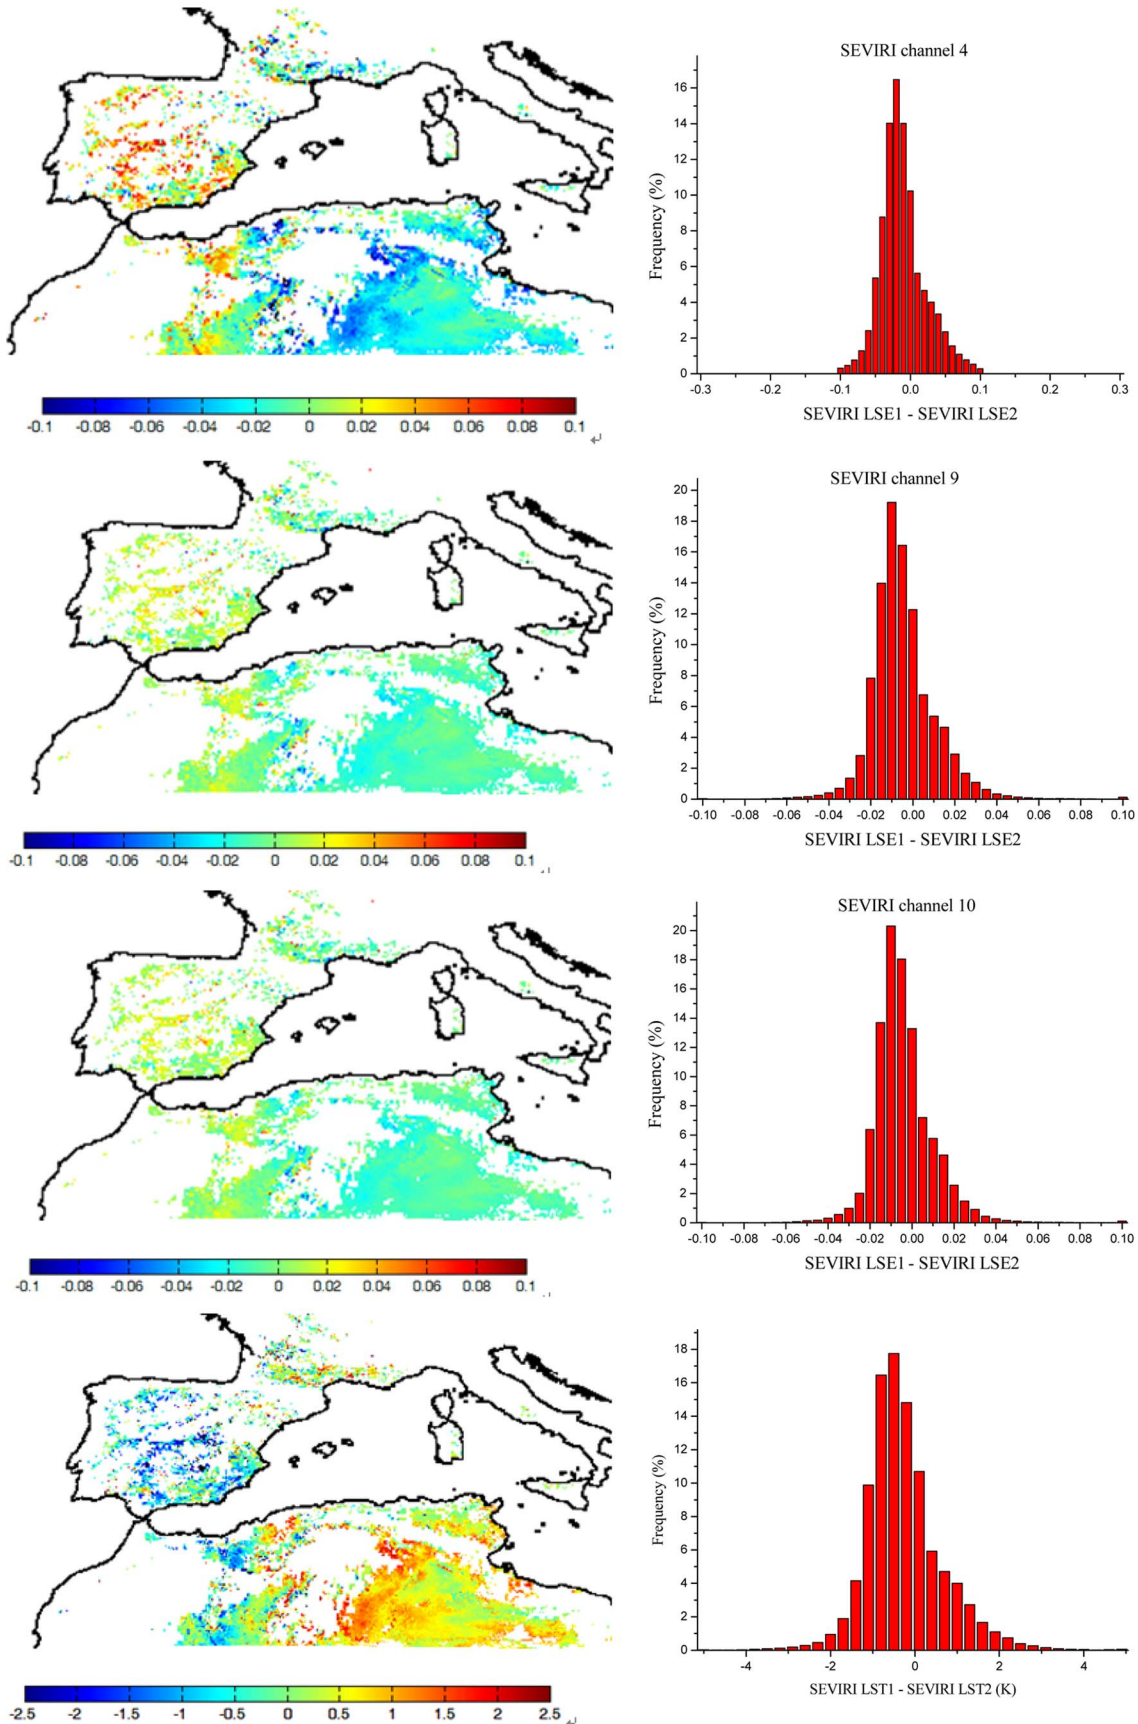 SEVIRI channel 4
16
14
12
10
8
6
4
2
0
Frequency (%)
-0.3 -0.2 -0.1 0.0 0.1 0.2 0.3
SEVIRI LSE1 - SEVIRI LSE2
-0.1 -0.08 -0.06 -0.04 -0.02 0 0.02 0.04 0.06 0.08 0.1
SEVIRI channel 9
20
18
16
14
12
10
8
6
4
2
0
Frequency (%)
-0.10 -0.08 -0.06 -0.04 -0.02 0.00 0.02 0.04 0.06 0.08 0.10
SEVIRI LSE1 - SEVIRI LSE2
-0.1 -0.08 -0.06 -0.04 -0.02 0 0.02 0.04 0.06 0.08 0.1
SEVIRI channel 10
20
18
16
14
12
10
8
6
4
2
0
Frequency (%)
-0.10 -0.08 -0.06 -0.04 -0.02 0.00 0.02 0.04 0.06 0.08 0.10
SEVIRI LSE1 - SEVIRI LSE2
-0.1 -0.08 -0.06 -0.04 -0.02 0 0.02 0.04 0.06 0.08 0.1
18
16
14
12
10
8
6
4
2
0
Frequency (%)
-4 -2 0 2 4
SEVIRI LST1 - SEVIRI LST2 (K)
-2.5 -2 -1.5 -1 -0.5 0 0.5 1 1.5 2 2.5